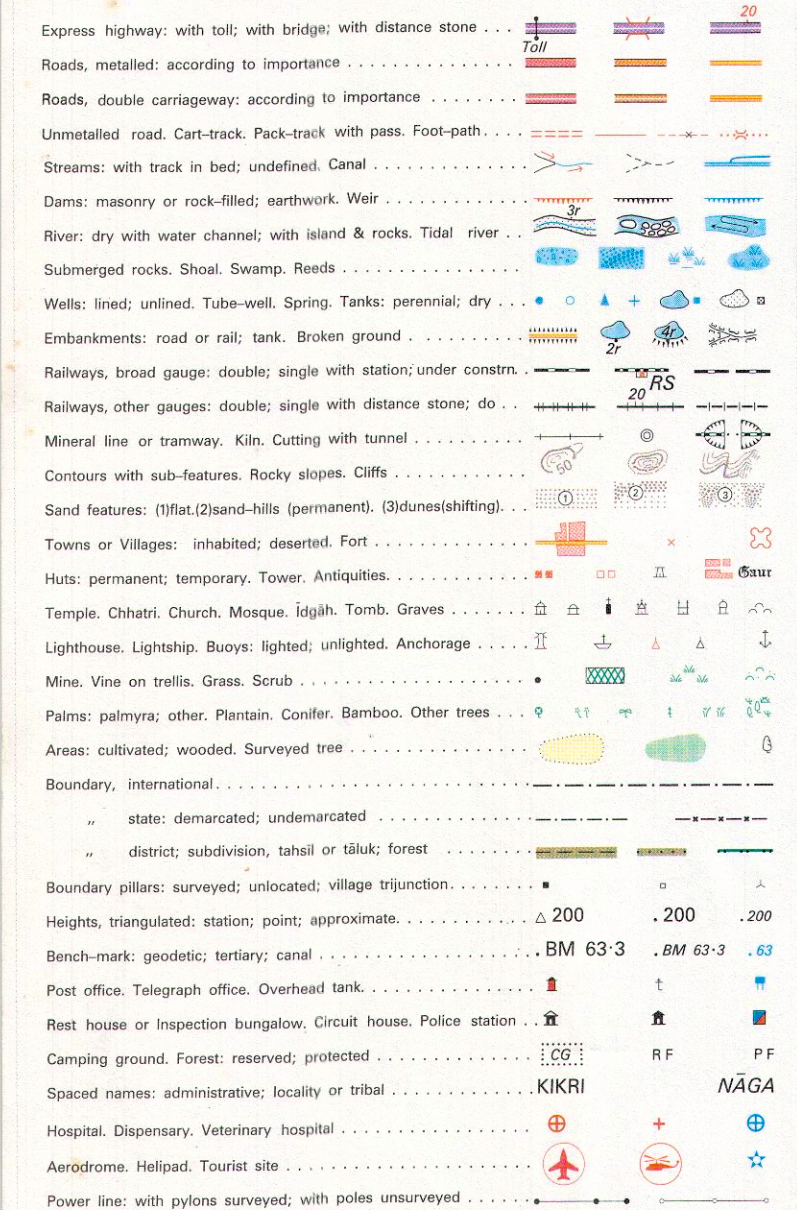 20
Express highway: with toll; with bridge; with distance stone . . .
Toll
Roads, metalled: according to importance . . . . . . . . . . . . . . .
Roads, double carriageway: according to importance . . . . . . . .
Unmetalled road. Cart–track. Pack–track with pass. Foot–path . . . .
Streams: with track in bed; undefined. Canal . . . . . . . . . . . . . .
Dams: masonry or rock–filled; earthwork. Weir . . . . . . . . . . . . .
3r
River: dry with water channel; with island & rocks. Tidal river . .
Submerged rocks. Shoal. Swamp. Reeds . . . . . . . . . . . . . . . .
Wells: lined; unlined. Tube–well. Spring. Tanks: perennial; dry . . .
Embankments: road or rail; tank. Broken ground . . . . . . . . . . 4r
2r
Railways, broad gauge: double; single with station; under constrn. .
RS
Railways, other gauges: double; single with distance stone; do . . 20
Mineral line or tramway. Kiln. Cutting with tunnel . . . . . . . . . .
Contours with sub–features. Rocky slopes. Cliffs . . . . . . . . . . . . 50
Sand features: (1)flat.(2)sand–hills (permanent). (3)dunes(shifting). . . 1 2 3
Towns or Villages: inhabited; deserted. Fort . . . . . . . . . . . . . .
Huts: permanent; temporary. Tower. Antiquities. . . . . . . . . . . . . Gaur
Temple. Chhatri. Church. Mosque. Īdgāh. Tomb. Graves . . . . . . .
Lighthouse. Lightship. Buoys: lighted; unlighted. Anchorage . . . . .
Mine. Vine on trellis. Grass. Scrub . . . . . . . . . . . . . . . . . . .
Palms: palmyra; other. Plantain. Conifer. Bamboo. Other trees . . .
Areas: cultivated; wooded. Surveyed tree . . . . . . . . . . . . . . . .
Boundary, international . . . . . . . . . . . . . . . . . . . . . . . . . . .
„ state: demarcated; undemarcated . . . . . . . . . . . . .
„ district; subdivision, tahsil or tāluk; forest . . . . . . . .
Boundary pillars: surveyed; unlocated; village trijunction . . . . . . .
Heights, triangulated: station; point; approximate. . . . . . . . . . . . △ 200 . 200 . 200
Bench–mark: geodetic; tertiary; canal . . . . . . . . . . . . . . . . . . . BM 63·3 . BM 63·3 . 63
Post office. Telegraph office. Overhead tank. . . . . . . . . . . . . . .
Rest house or Inspection bungalow. Circuit house. Police station . .
Camping ground. Forest: reserved; protected . . . . . . . . . . . . . CG R F P F
Spaced names: administrative; locality or tribal . . . . . . . . . . . . KIKRI NĀGA
Hospital. Dispensary. Veterinary hospital . . . . . . . . . . . . . . . . .
Aerodrome. Helipad. Tourist site . . . . . . . . . . . . . . . . . . . . .
Power line: with pylons surveyed; with poles unsurveyed . . . . . .